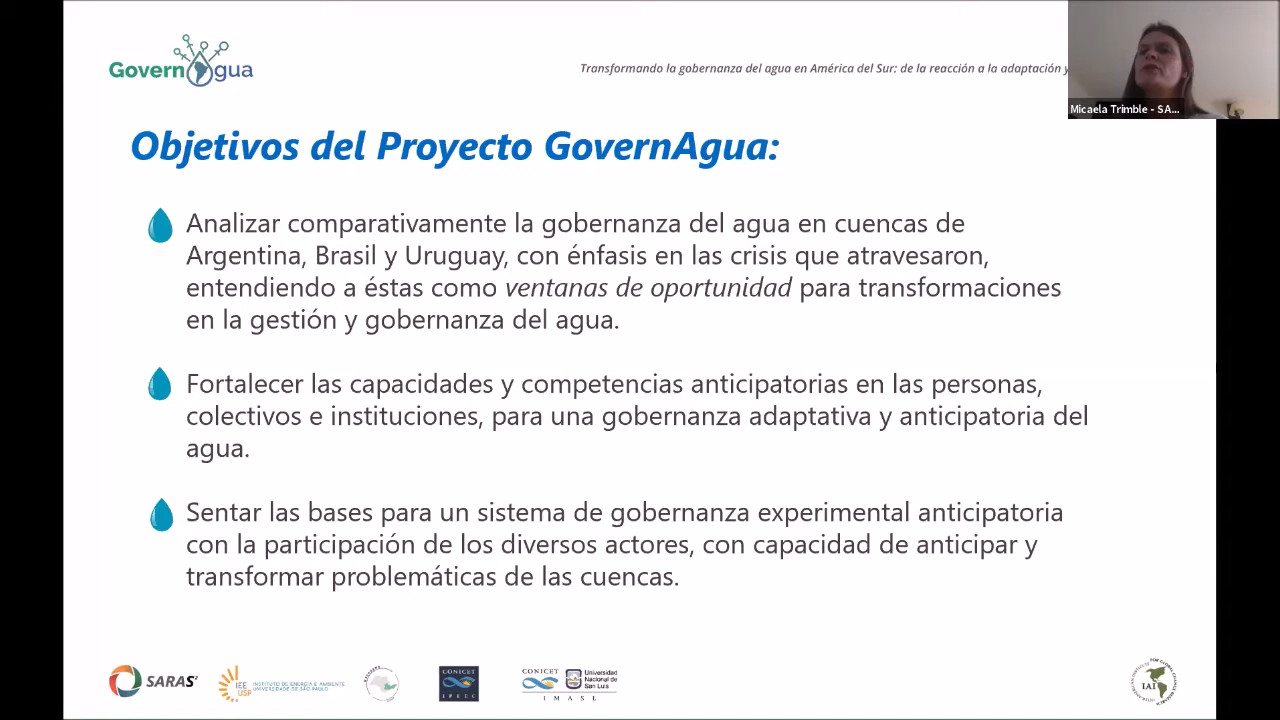 Govern gua
Transformando la gobernanza del agua en América del Sur: de la reacción a la adaptación y
Micaela Trimble - SA...
Objetivos del Proyecto GovernAgua:
Analizar comparativamente la gobernanza del agua en cuencas de
Argentina, Brasil y Uruguay, con énfasis en las crisis que atravesaron,
entendiendo a éstas como ventanas de oportunidad para transformaciones
en la gestión y gobernanza del agua.
Fortalecer las capacidades y competencias anticipatorias en las personas,
colectivos e instituciones, para una gobernanza adaptativa y anticipatoria del
agua.
Sentar las bases para un sistema de gobernanza experimental anticipatoria
con la participación de los diversos actores, con capacidad de anticipar y
transformar problemáticas de las cuencas.
SARAS²
IEE
USP
INSTITUTO DE ENERGIA E AMBIENTE
UNIVERSIDADE DE SÃO PAULO
CONICET
CONICET
Universidad
Nacional de
San Luis
I M A S L
IAI